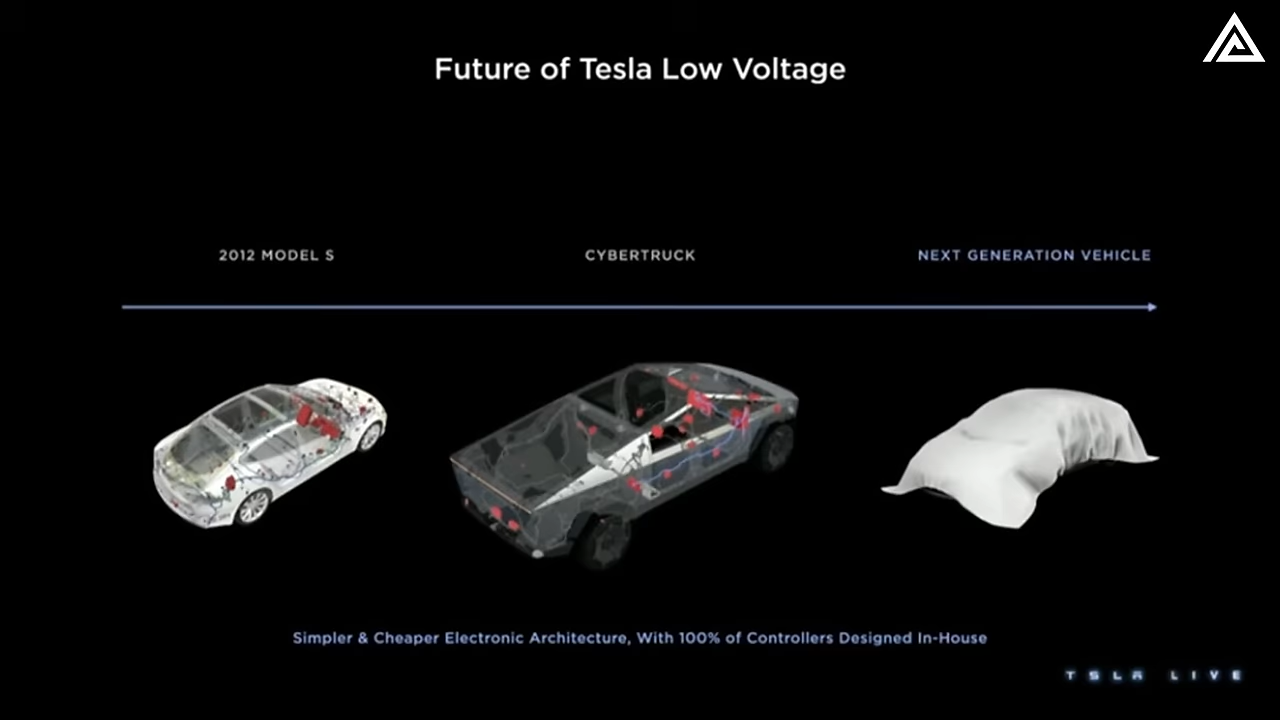 Future of Tesla Low Voltage
2012 MODEL S
CYBERTRUCK
NEXT GENERATION VEHICLE
Simpler & Cheaper Electronic Architecture, With 100% of Controllers Designed In-House
TSLA LIVE